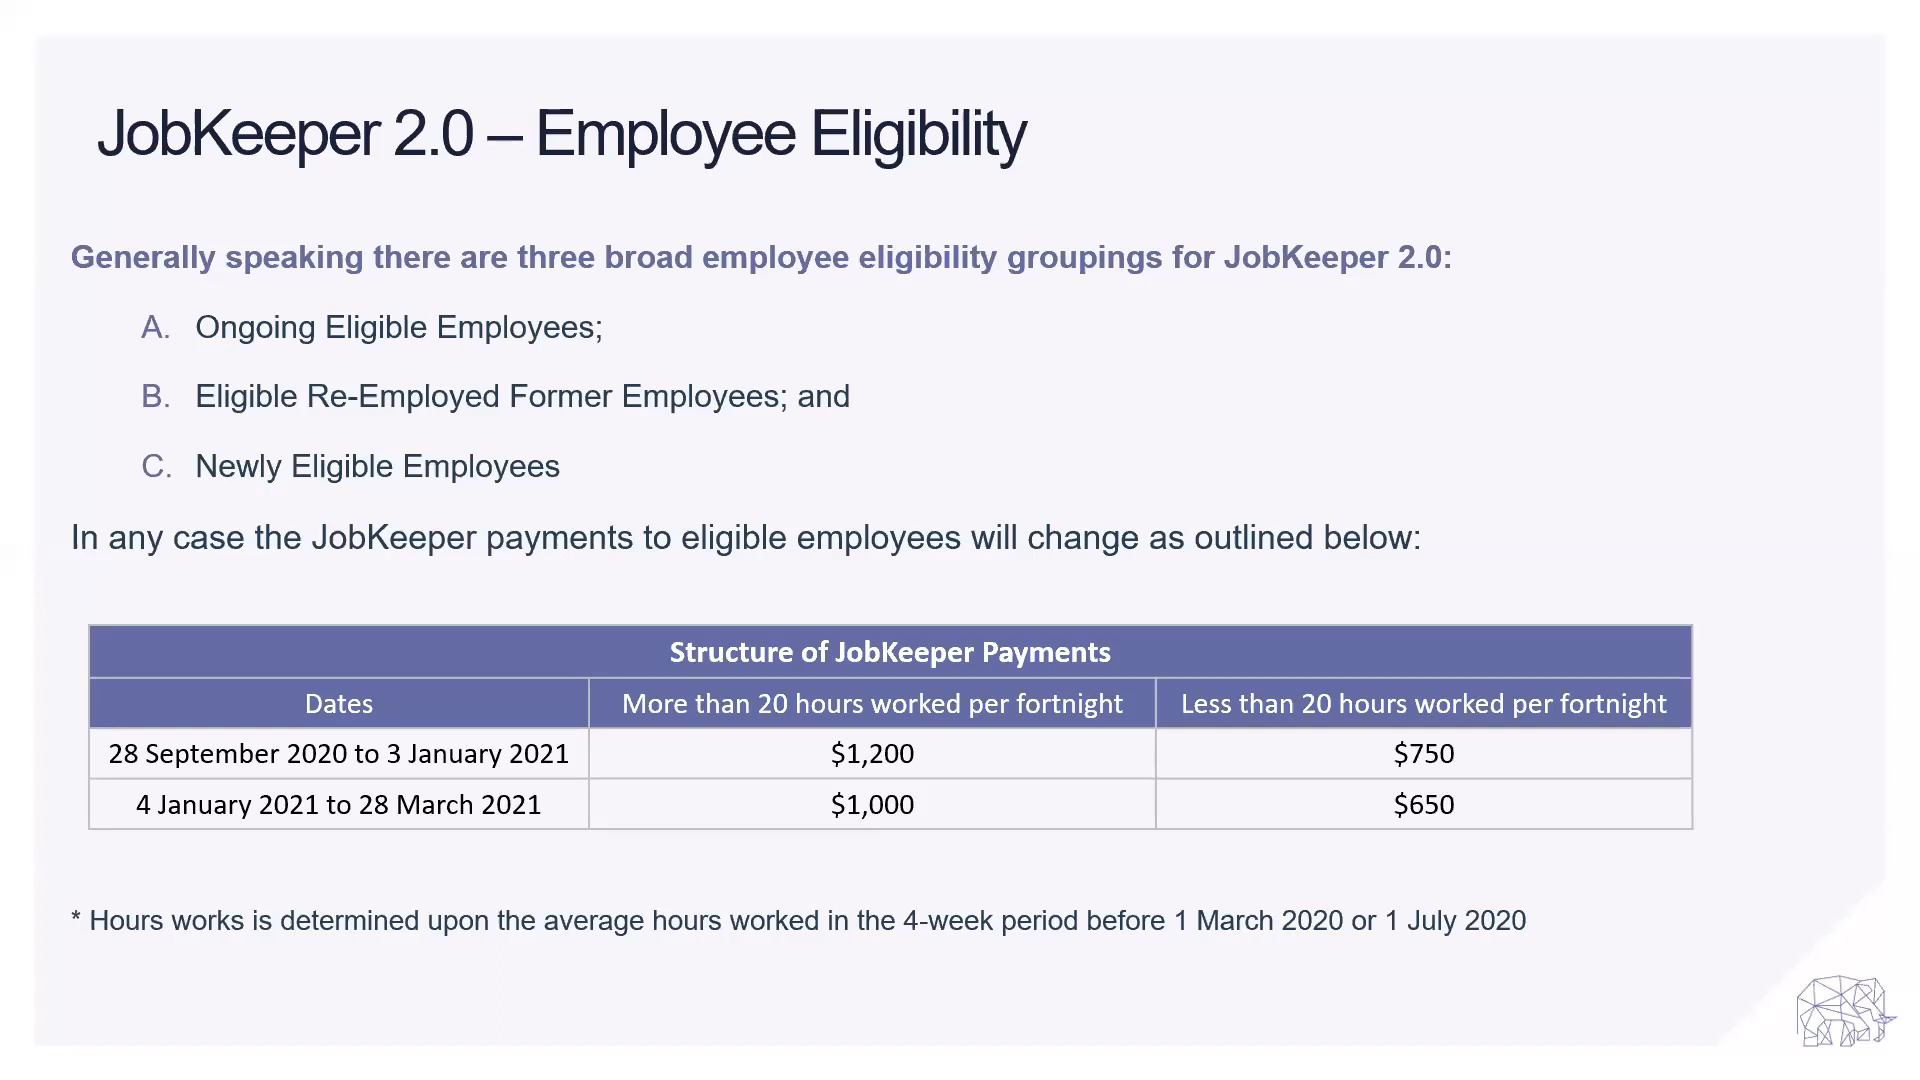 JobKeeper 2.0 – Employee Eligibility
Generally speaking there are three broad employee eligibility groupings for JobKeeper 2.0:
A. Ongoing Eligible Employees;
B. Eligible Re-Employed Former Employees; and
C. Newly Eligible Employees
In any case the JobKeeper payments to eligible employees will change as outlined below:
Structure of JobKeeper Payments
Dates More than 20 hours worked per fortnight Less than 20 hours worked per fortnight
28 September 2020 to 3 January 2021 $1,200 $750
4 January 2021 to 28 March 2021 $1,000 $650
* Hours works is determined upon the average hours worked in the 4-week period before 1 March 2020 or 1 July 2020